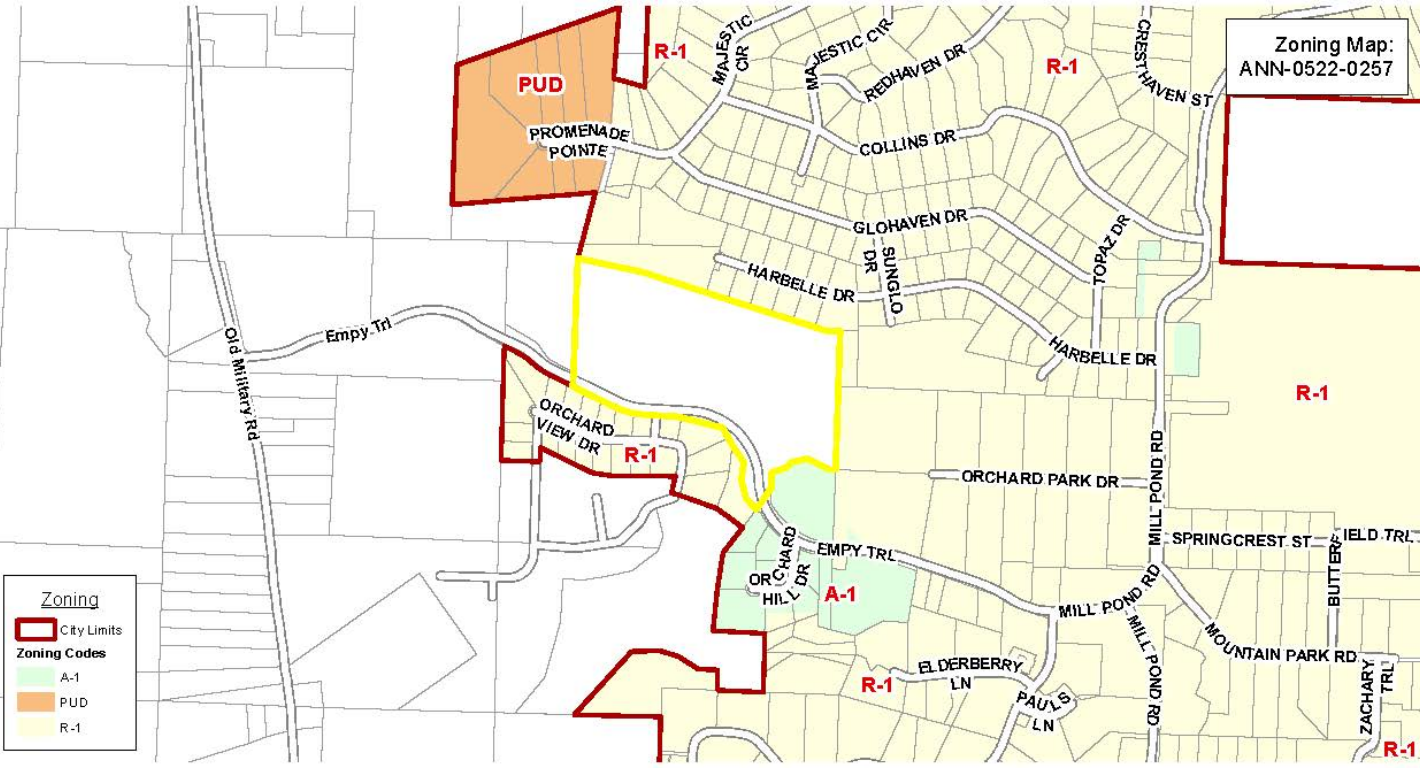 Zoning Map:
ANN-0522-0257
R-1
MAJESTIC
CIR
MAJESTIC CIR
REDHAVEN DR
R-1
CRESTHAVEN ST
PUD
PROMENADE
POINTE
COLLINS DR
GLOHAVEN DR
SUNGLO
DR
TOPAZ DR
HARBELLE DR
HARBELLE DR
Empy Trl
Old Military Rd
ORCHARD
VIEW DR
R-1
R-1
MILL POND RD
ORCHARD PARK DR
SPRINGCREST ST
BUTTERFIELD TRL
EMPY TRL
ORCHARD
HILL DR
A-1
MILL POND RD
MILL POND RD
MOUNTAIN PARK RD
ELDERBERRY
LN
R-1
PAULS
LN
ZACHARY
TRL
R-1
Zoning
City Limits
Zoning Codes
A-1
PUD
R-1